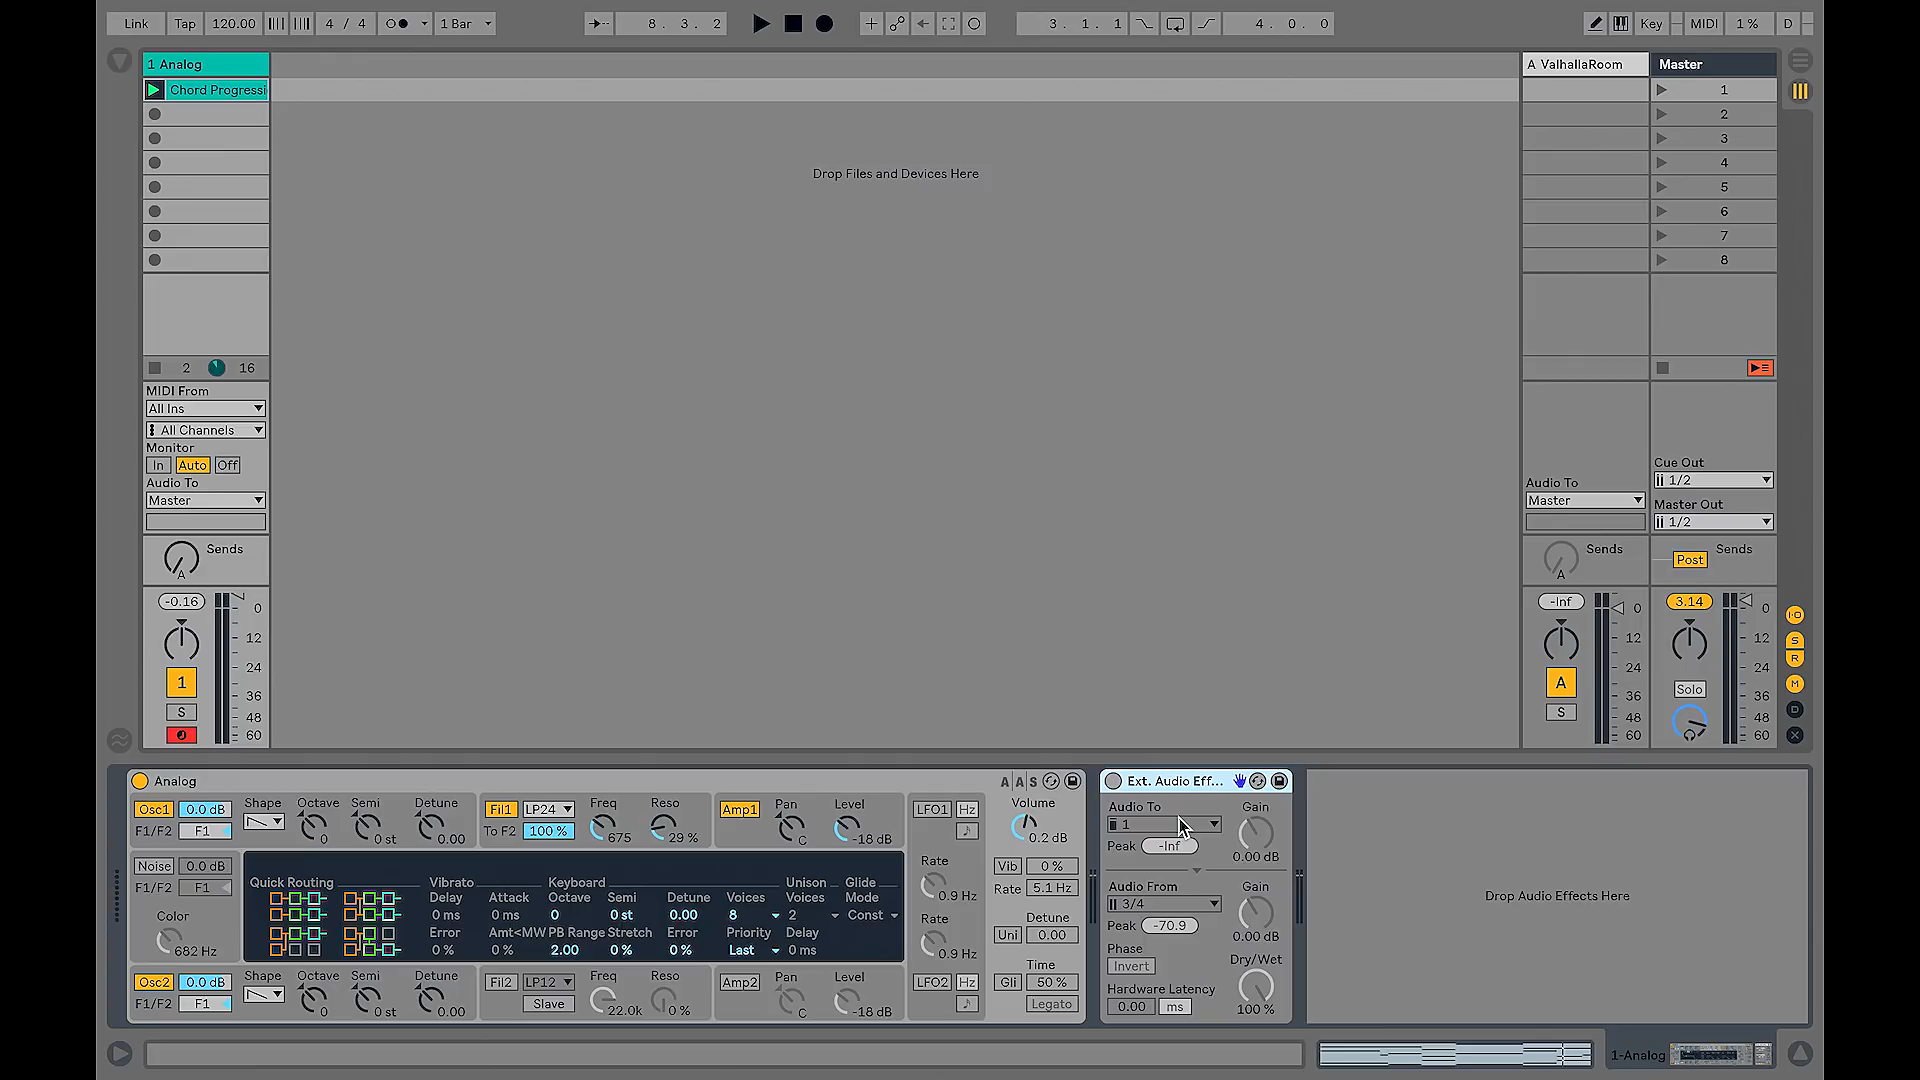 Link Tap 120.00 4 / 4 1 Bar 8. 3. 2 3. 1. 1 4. 0. 0 Key MIDI 1 % D
1 Analog A ValhallaRoom Master
Chord Progressi 1
2
3
Drop Files and Devices Here
4
5
6
7
8
2 16
MIDI From
All Ins
All Channels
Monitor
In Auto Off
Audio To
Master
Audio To
Master
Cue Out
1/2
Master Out
1/2
Sends
A
Sends
A
Post Sends
-0.16 0 -Inf 0 3.14 0
12 12 12
24 24 24
1 36 A 36 Solo 36
S 48 S 48 48
60 60 60
I·O
S
R
M
D
X
Analog A A S
Osc1 0.0 dB Shape Octave Semi Detune
F1/F2 F1 0 0 st 0.00
Fil1 LP24 Freq Reso
To F2 100 % 675 29 %
Amp1 Pan Level
C -18 dB
LFO1 Hz
Volume
0.2 dB
Noise 0.0 dB
F1/F2 F1
Color
682 Hz
Quick Routing Vibrato Keyboard Unison Glide
Delay Attack Octave Semi Detune Voices Voices Mode
0 ms 0 ms 0 0 st 0.00 8 2 Const
Error Amt<MW PB Range Stretch Error Priority Delay
0 % 0 % 2.00 0 % 0 % Last 0 ms
Rate
0.9 Hz
Rate
0.9 Hz
Vib 0 %
Rate 5.1 Hz
Detune
Uni 0.00
Time
Gli 50 %
Legato
Osc2 0.0 dB Shape Octave Semi Detune
F1/F2 F1 0 0 st 0.00
Fil2 LP12 Freq Reso
Slave 22.0k 0 %
Amp2 Pan Level
C -18 dB
LFO2 Hz
Ext. Audio Eff...
Audio To Gain
1
Peak -Inf 0.00 dB
Audio From Gain
3/4
Peak -70.9 0.00 dB
Phase
Invert Dry/Wet
Hardware Latency
0.00 ms 100 %
Drop Audio Effects Here
1-Analog